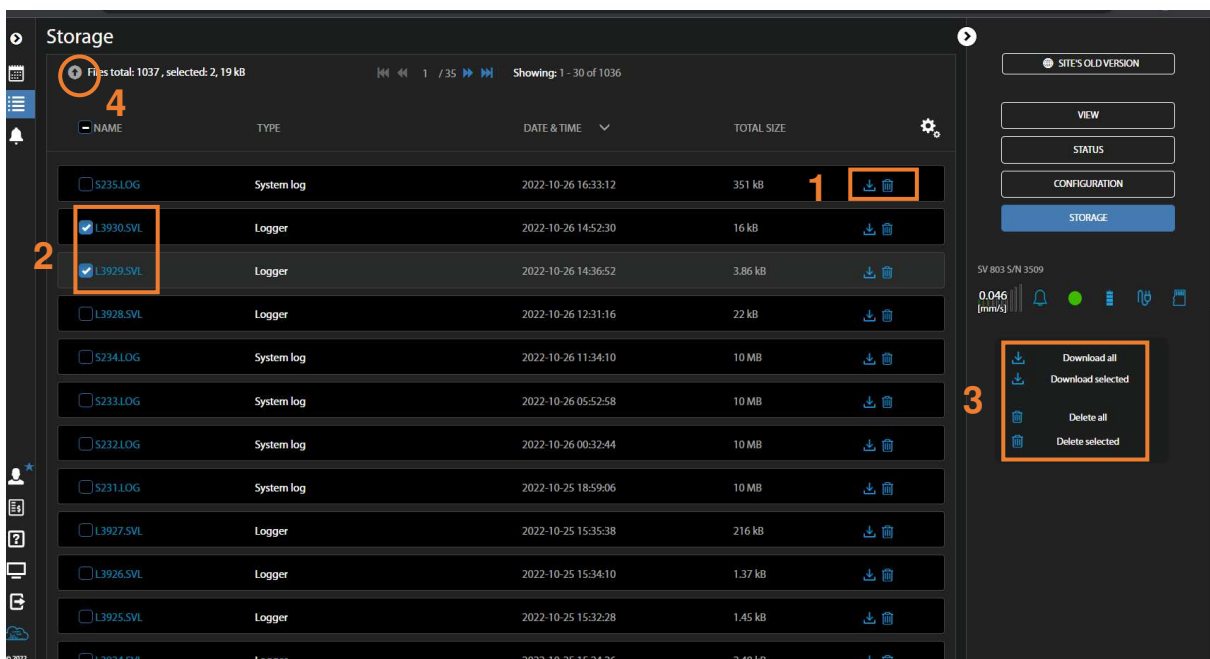 Storage
Files total: 1037 , selected: 2, 19 kB
1 / 35
Showing: 1 - 30 of 1036
4
NAME TYPE DATE & TIME TOTAL SIZE
S235.LOG System log 2022-10-26 16:33:12 351 kB
1
2
L3930.SVL Logger 2022-10-26 14:52:30 16 kB
L3929.SVL Logger 2022-10-26 14:36:52 3.86 kB
L3928.SVL Logger 2022-10-26 12:31:16 22 kB
S234.LOG System log 2022-10-26 11:34:10 10 MB
S233.LOG System log 2022-10-26 05:52:58 10 MB
S232.LOG System log 2022-10-26 00:32:44 10 MB
S231.LOG System log 2022-10-25 18:59:06 10 MB
L3927.SVL Logger 2022-10-25 15:35:38 216 kB
L3926.SVL Logger 2022-10-25 15:34:10 1.37 kB
L3925.SVL Logger 2022-10-25 15:32:28 1.45 kB
SITE'S OLD VERSION
VIEW
STATUS
CONFIGURATION
STORAGE
SV 803 S/N 3509
0.046
[mm/s]
3
Download all
Download selected
Delete all
Delete selected